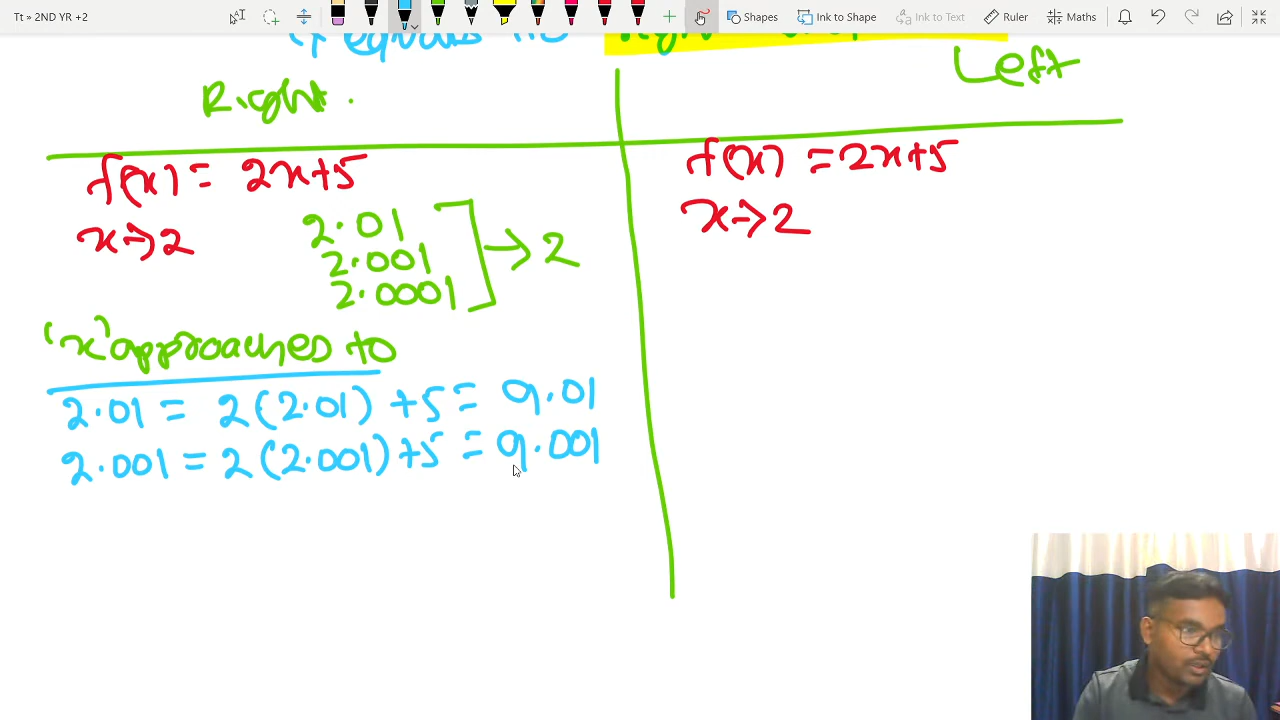 Tt » 2ND YR +2
Shapes
Ink to Shape
Ink to Text
Ruler
Maths
Right.
Left
f(x) = 2x+5
x→2
2.01
2.001
2.0001
→ 2
'x' approaches to
2.01 = 2(2.01) +5 = 9.01
2.001 = 2(2.001)+5 = 9.001
f(x) = 2x+5
x→2